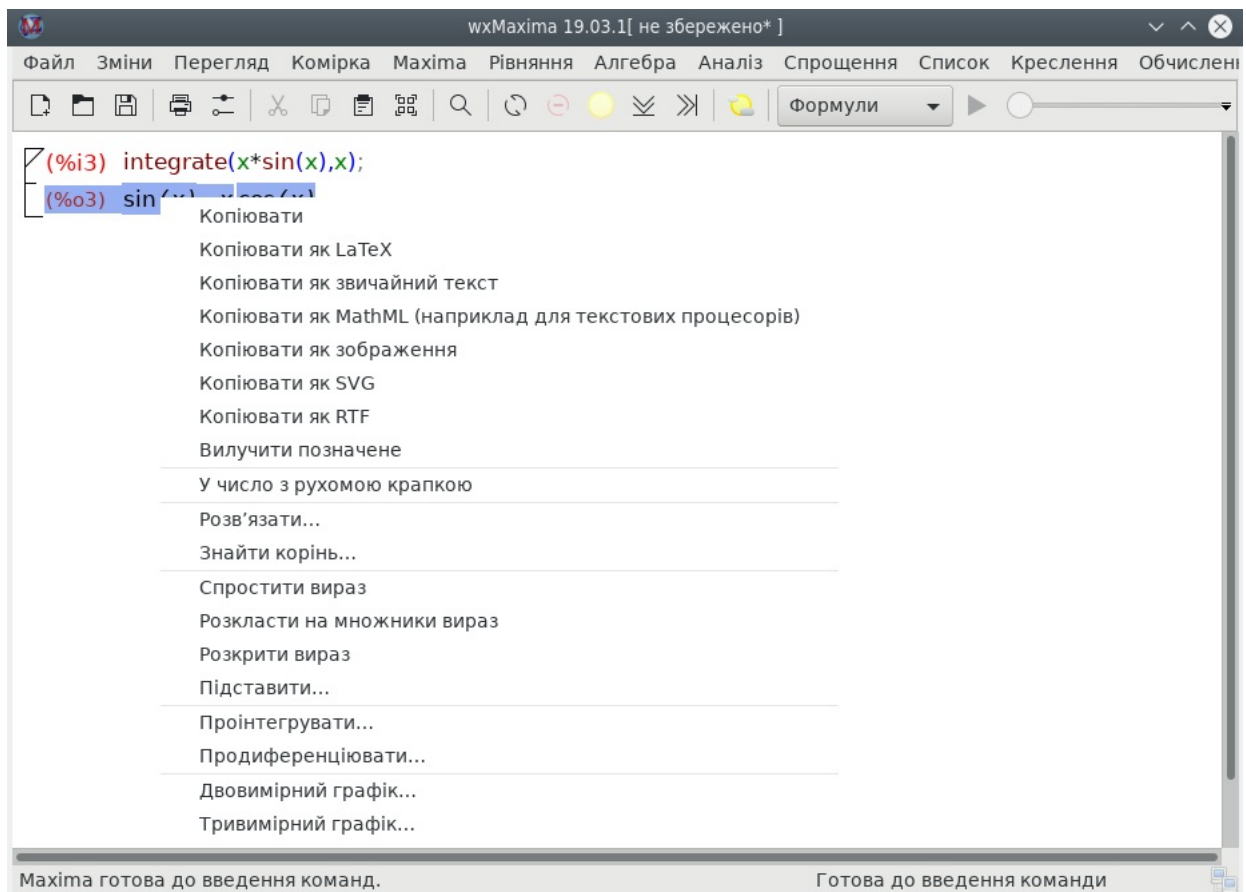 wxMaxima 19.03.1[ не збережено* ]
Файл Зміни Перегляд Комірка Maxima Рівняння Алгебра Аналіз Спрощення Список Креслення
Формули
(%i3) integrate(x*sin(x),x);
(%o3) sin(x)-x cos(x)
Копіювати
Копіювати як LaTeX
Копіювати як звичайний текст
Копіювати як MathML (наприклад для текстових процесорів)
Копіювати як зображення
Копіювати як SVG
Копіювати як RTF
Вилучити позначене
У число з рухомою крапкою
Розв’язати...
Знайти корінь...
Спростити вираз
Розкласти на множники вираз
Розкрити вираз
Підставити...
Проінтегрувати...
Продиференціювати...
Двовимірний графік...
Тривимірний графік...
Maxima готова до введення команд. Готова до введення команди